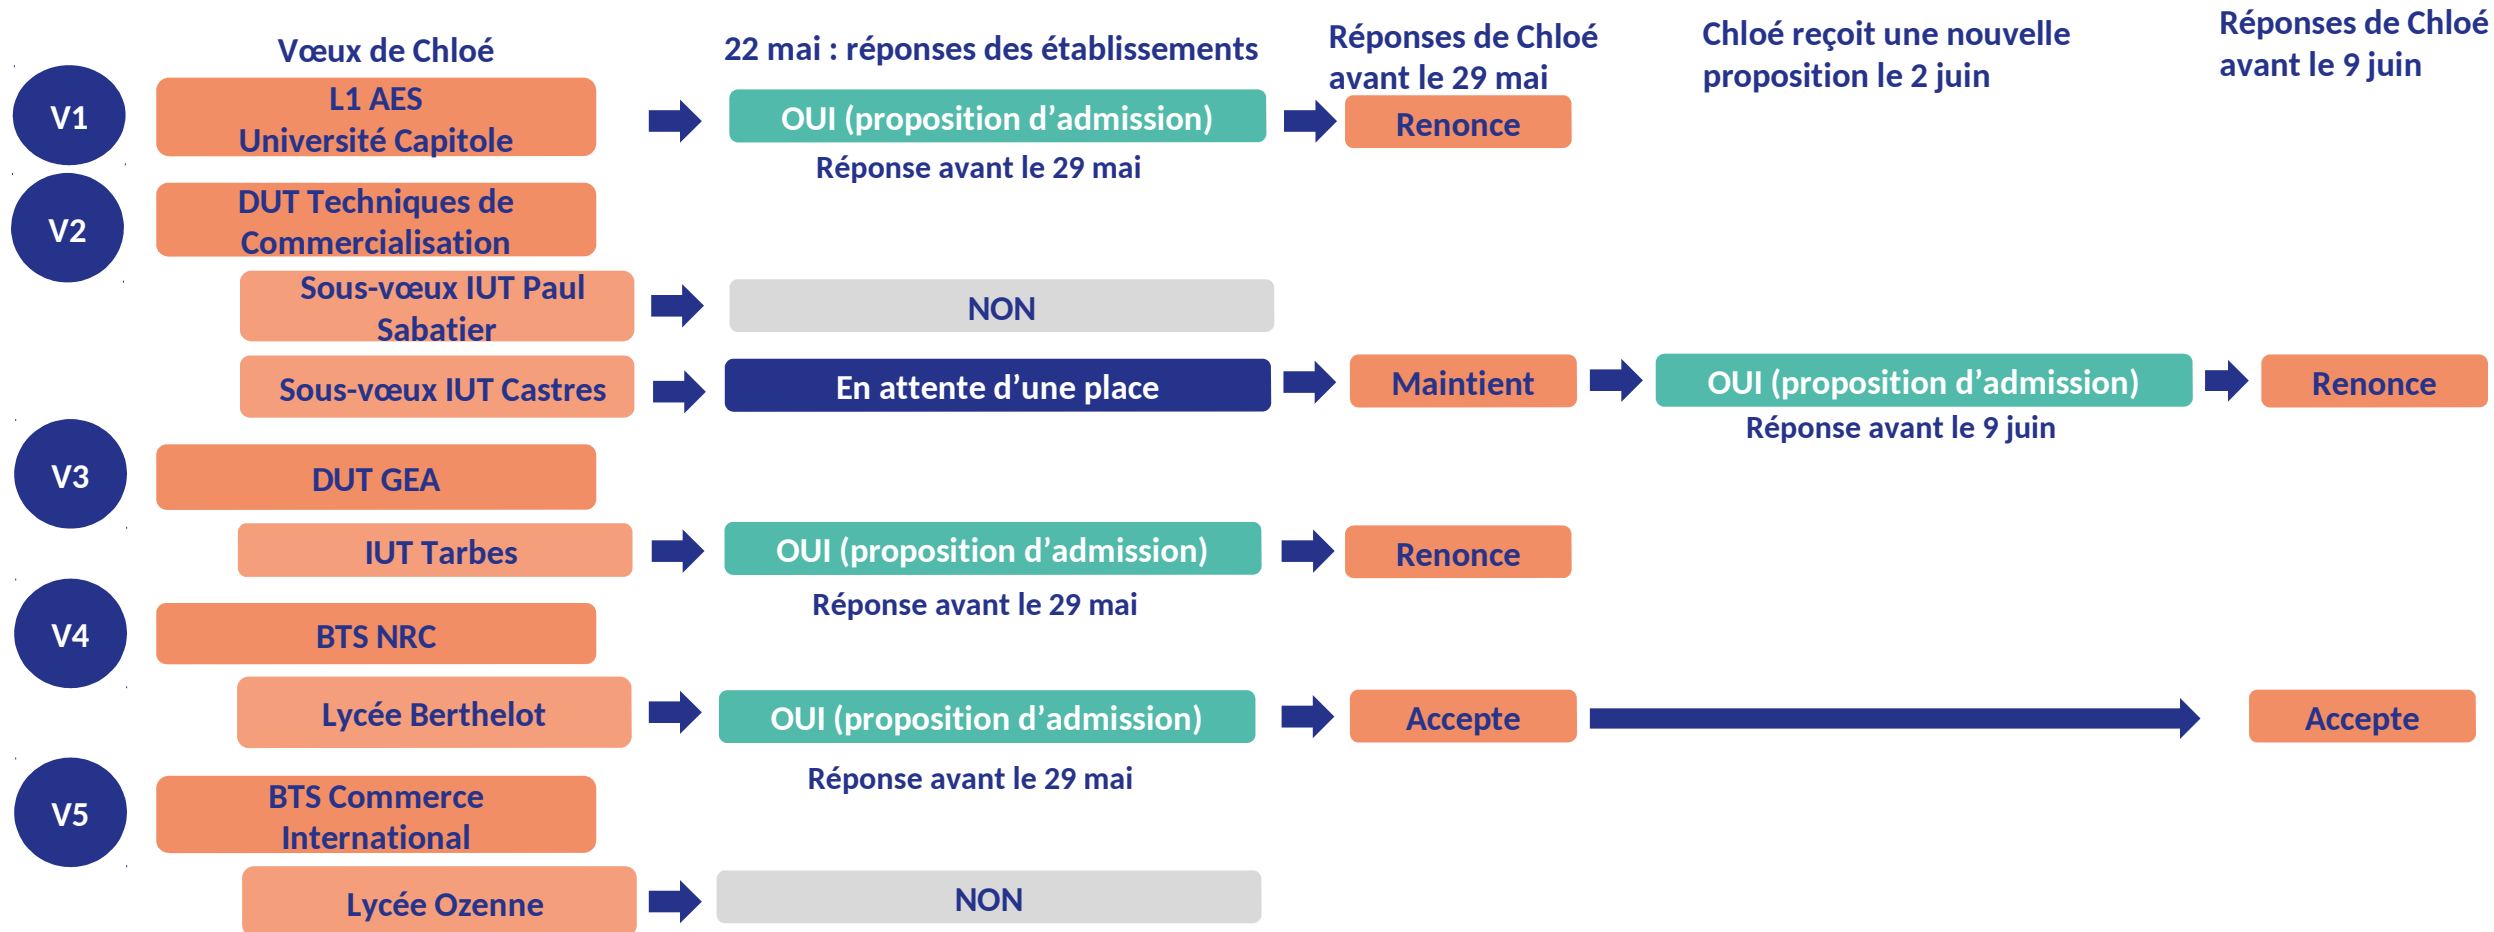 Vœux de Chloé
22 mai : réponses des établissements
Réponses de Chloé
avant le 29 mai
Chloé reçoit une nouvelle
proposition le 2 juin
Réponses de Chloé
avant le 9 juin
V1
L1 AES
Université Capitole
OUI (proposition d’admission)
Renonce
Réponse avant le 29 mai
V2
DUT Techniques de
Commercialisation
Sous-vœux IUT Paul
Sabatier
NON
Sous-vœux IUT Castres
En attente d’une place
Maintient
OUI (proposition d’admission)
Renonce
Réponse avant le 9 juin
V3
DUT GEA
IUT Tarbes
OUI (proposition d’admission)
Renonce
Réponse avant le 29 mai
V4
BTS NRC
Lycée Berthelot
OUI (proposition d’admission)
Accepte
Accepte
Réponse avant le 29 mai
V5
BTS Commerce
International
Lycée Ozenne
NON